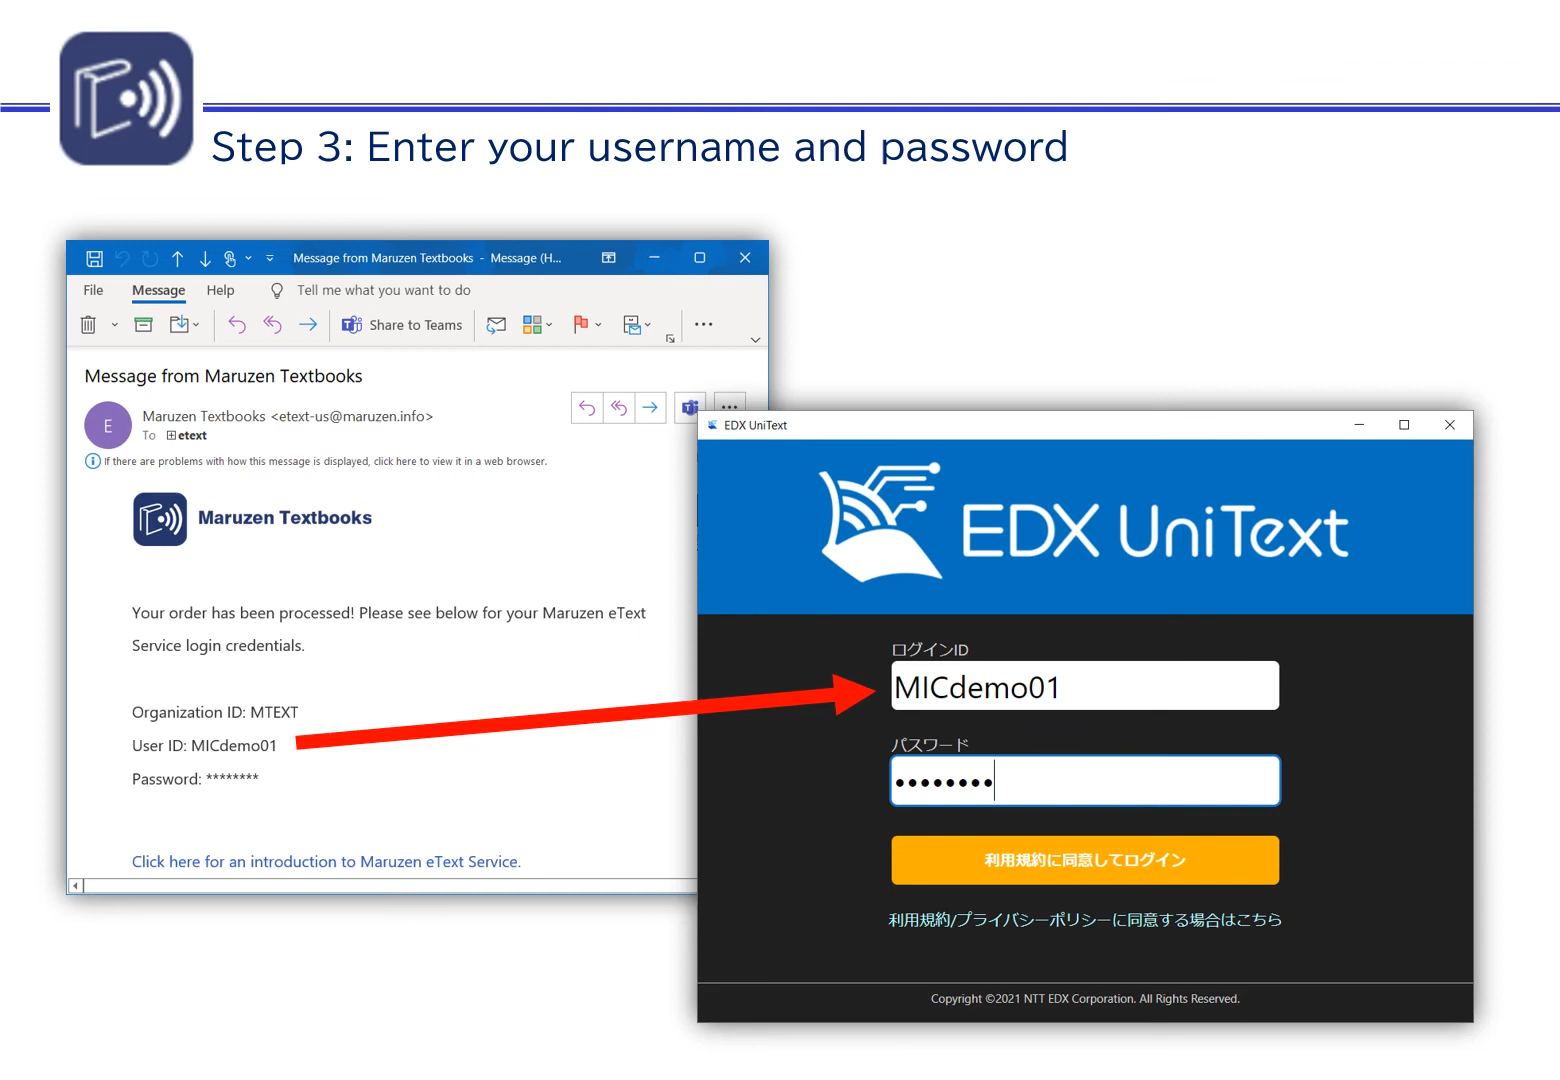 Step 3: Enter your username and password
Message from Maruzen Textbooks - Message (H...
File Message Help Tell me what you want to do
Share to Teams
Message from Maruzen Textbooks
E
Maruzen Textbooks <etext-us@maruzen.info>
To etext
If there are problems with how this message is displayed, click here to view it in a web browser.
Maruzen Textbooks
Your order has been processed! Please see below for your Maruzen eText
Service login credentials.
Organization ID: MTEXT
User ID: MICdemo01
Password: ********
Click here for an introduction to Maruzen eText Service.
EDX UniText
EDX UniText
ログインID
MICdemo01
パスワード
••••••••
利用規約に同意してログイン
利用規約/プライバシーポリシーに同意する場合はこちら
Copyright ©2021 NTT EDX Corporation. All Rights Reserved.